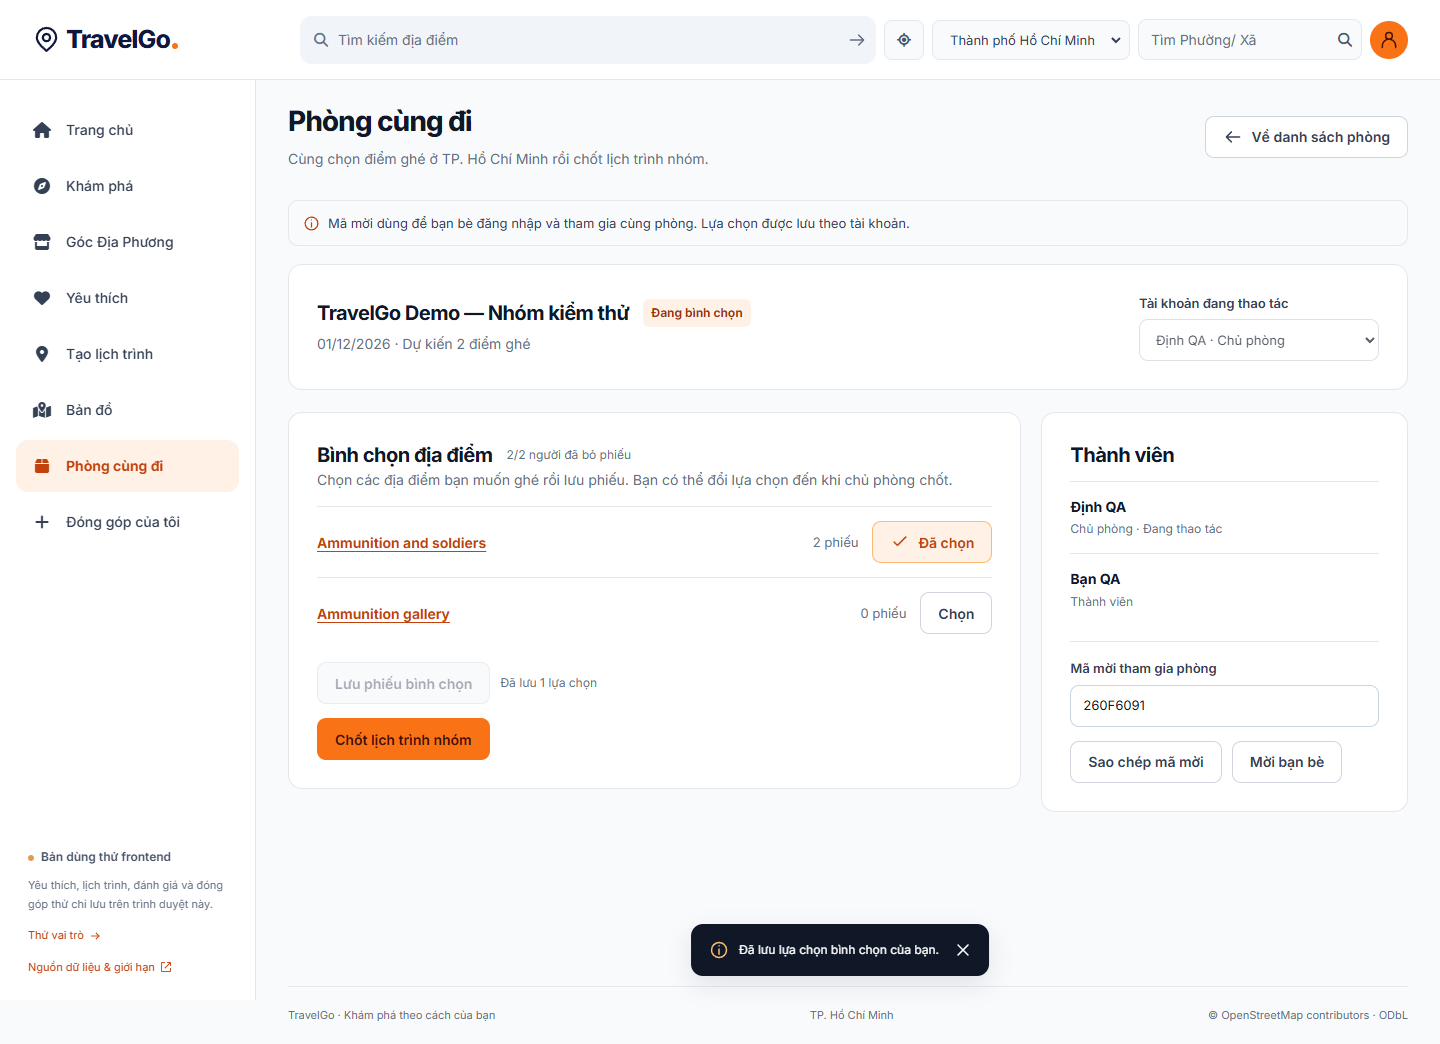 TravelGo.
Tìm kiếm địa điểm
Thành phố Hồ Chí Minh
Tìm Phường/ Xã
Trang chủ
Khám phá
Góc Địa Phương
Yêu thích
Tạo lịch trình
Bản đồ
Phòng cùng đi
Đóng góp của tôi
Bản dùng thử frontend
Yêu thích, lịch trình, đánh giá và đóng
góp thử chỉ lưu trên trình duyệt này.
Thử vai trò
Nguồn dữ liệu & giới hạn
Phòng cùng đi
Cùng chọn điểm ghé ở TP. Hồ Chí Minh rồi chốt lịch trình nhóm.
Về danh sách phòng
Mã mời dùng để bạn bè đăng nhập và tham gia cùng phòng. Lựa chọn được lưu theo tài khoản.
TravelGo Demo — Nhóm kiểm thử
Đang bình chọn
01/12/2026 · Dự kiến 2 điểm ghé
Tài khoản đang thao tác
Định QA · Chủ phòng
Bình chọn địa điểm
2/2 người đã bỏ phiếu
Chọn các địa điểm bạn muốn ghé rồi lưu phiếu. Bạn có thể đổi lựa chọn đến khi chủ phòng chốt.
Ammunition and soldiers
2 phiếu
Đã chọn
Ammunition gallery
0 phiếu
Chọn
Lưu phiếu bình chọn
Đã lưu 1 lựa chọn
Chốt lịch trình nhóm
Thành viên
Định QA
Chủ phòng · Đang thao tác
Bạn QA
Thành viên
Mã mời tham gia phòng
260F6091
Sao chép mã mời
Mời bạn bè
Đã lưu lựa chọn bình chọn của bạn.
TravelGo · Khám phá theo cách của bạn
TP. Hồ Chí Minh
© OpenStreetMap contributors · ODbL